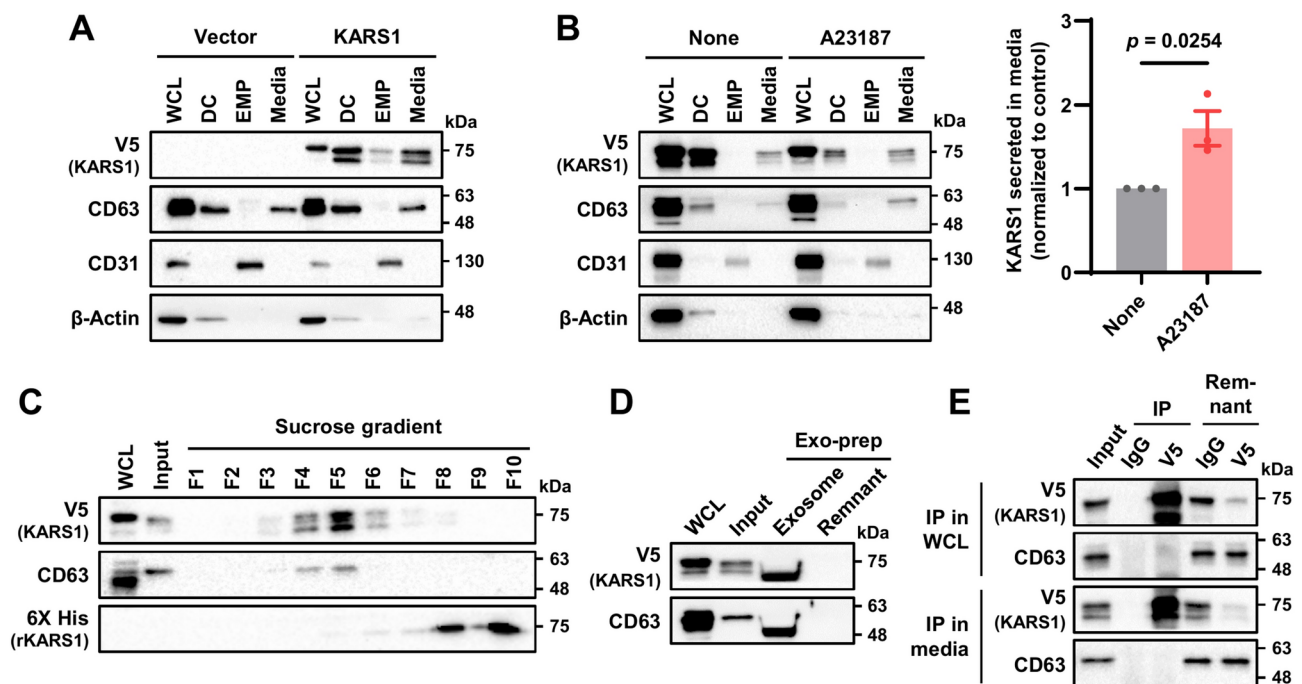 A
Vector KARS1
WCL DC EMP Media WCL DC EMP Media
kDa
V5
(KARS1)
75
CD63
63
48
CD31
130
β-Actin
48
B
None A23187
WCL DC EMP Media WCL DC EMP Media
kDa
V5
(KARS1)
75
CD63
63
48
CD31
130
β-Actin
48
KARS1 secreted in media
(normalized to control)
3
2
1
0
p = 0.0254
None A23187
C
Sucrose gradient
WCL Input F1 F2 F3 F4 F5 F6 F7 F8 F9 F10
kDa
V5
(KARS1)
75
CD63
63
48
6X His
(rKARS1)
75
D
Exo-prep
WCL Input Exosome Remnant
kDa
V5
(KARS1)
75
CD63
63
48
E
Rem-
IP nant
Input IgG V5 IgG V5
kDa
IP in
WCL
V5
(KARS1)
75
CD63
63
48
IP in
media
V5
(KARS1)
75
CD63
63
48